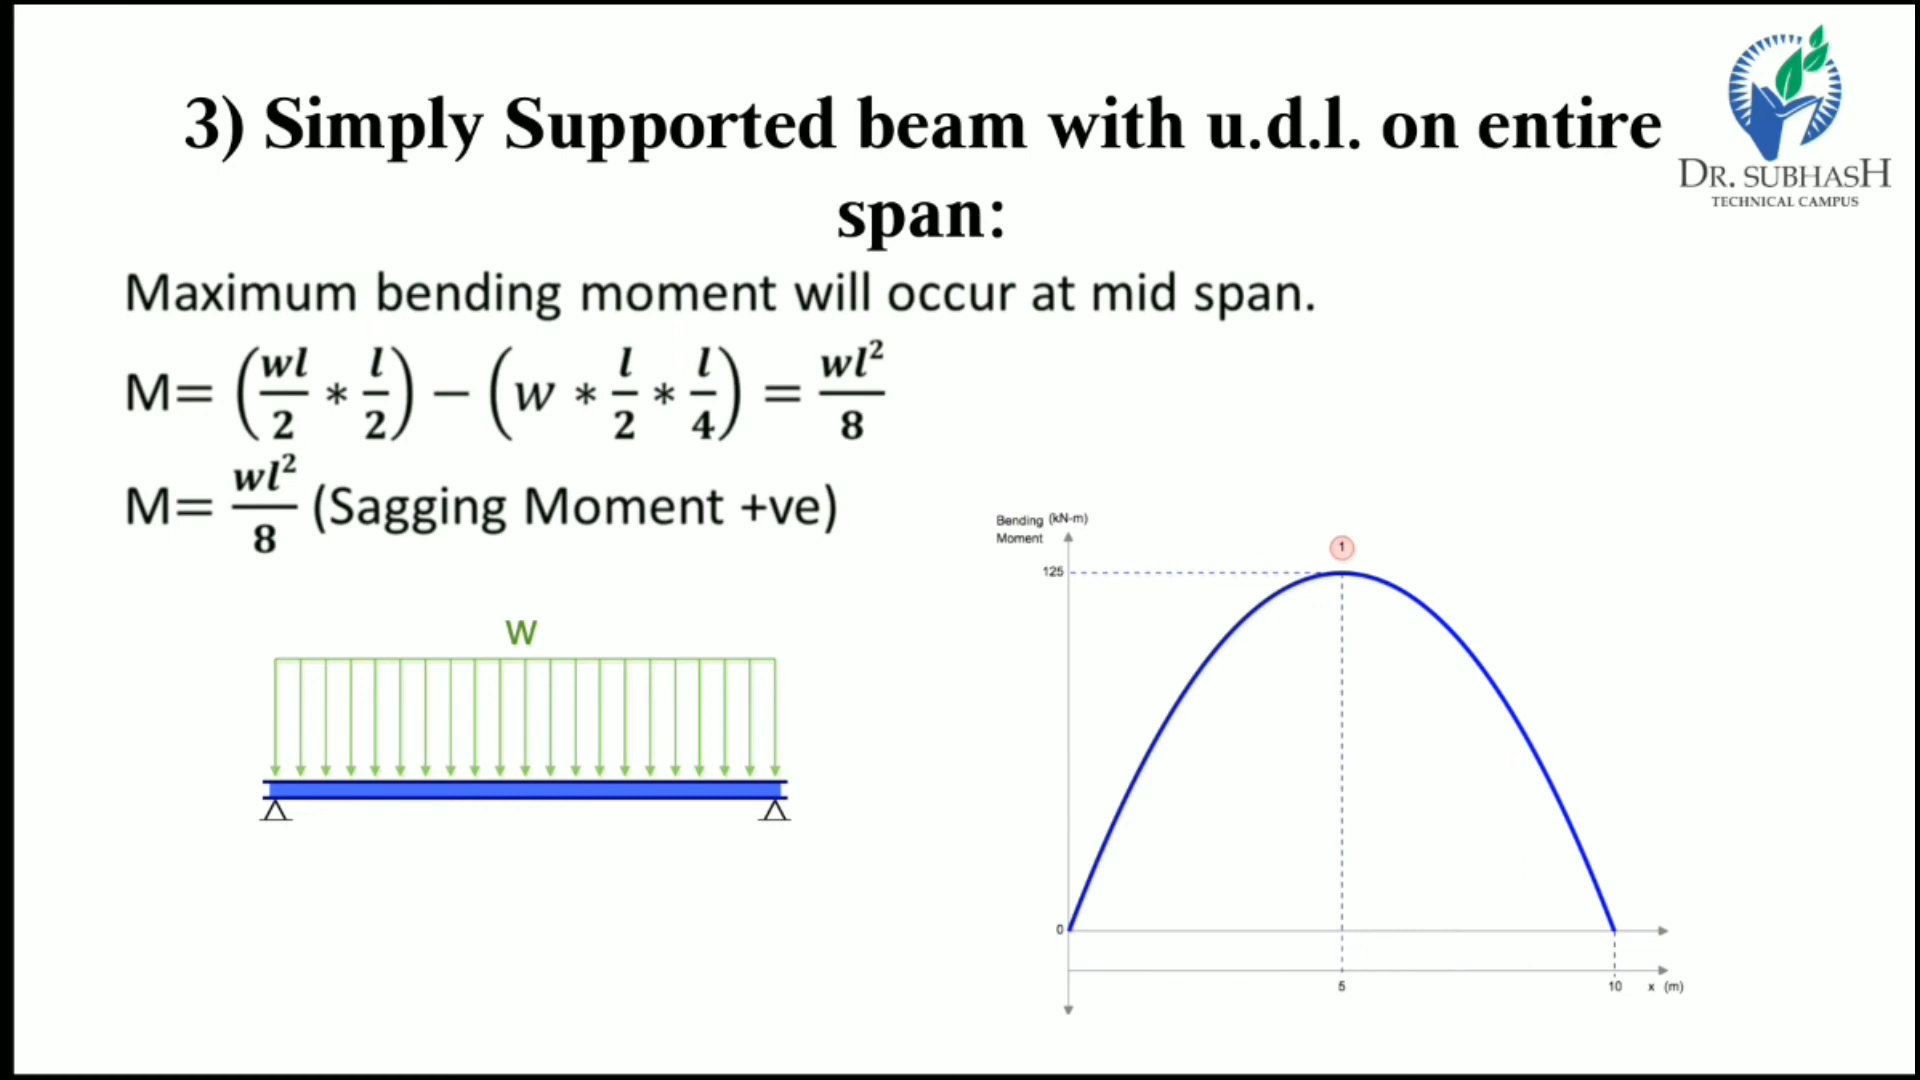 3) Simply Supported beam with u.d.l. on entire
span:
DR. SUBHASH
TECHNICAL CAMPUS
Maximum bending moment will occur at mid span.
M= (wl/2 * l/2) − (w * l/2 * l/4) = wl²/8
M= wl²/8 (Sagging Moment +ve)
w
Bending (kN-m)
Moment
1
125
0
5 10 x (m)